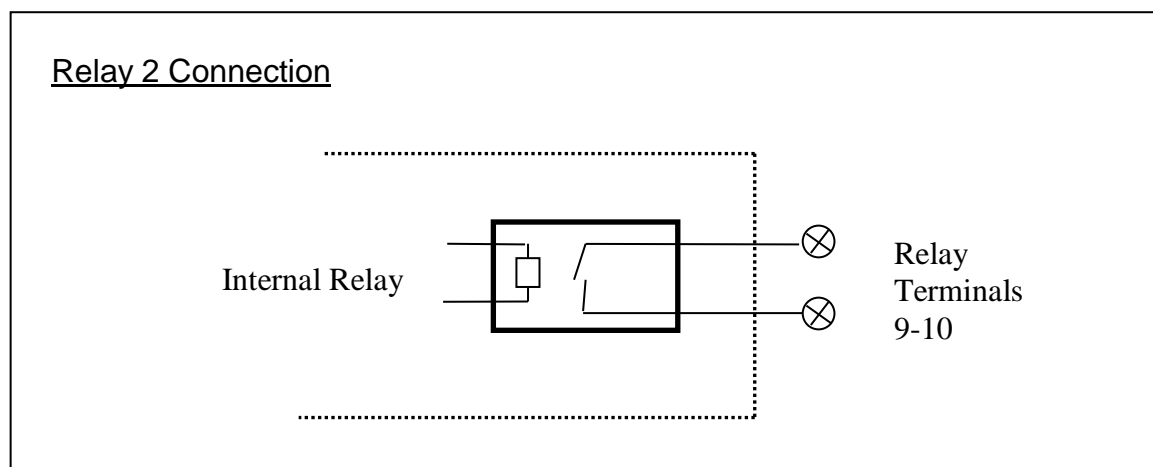 Relay 2 Connection
Internal Relay
Relay
Terminals
9-10